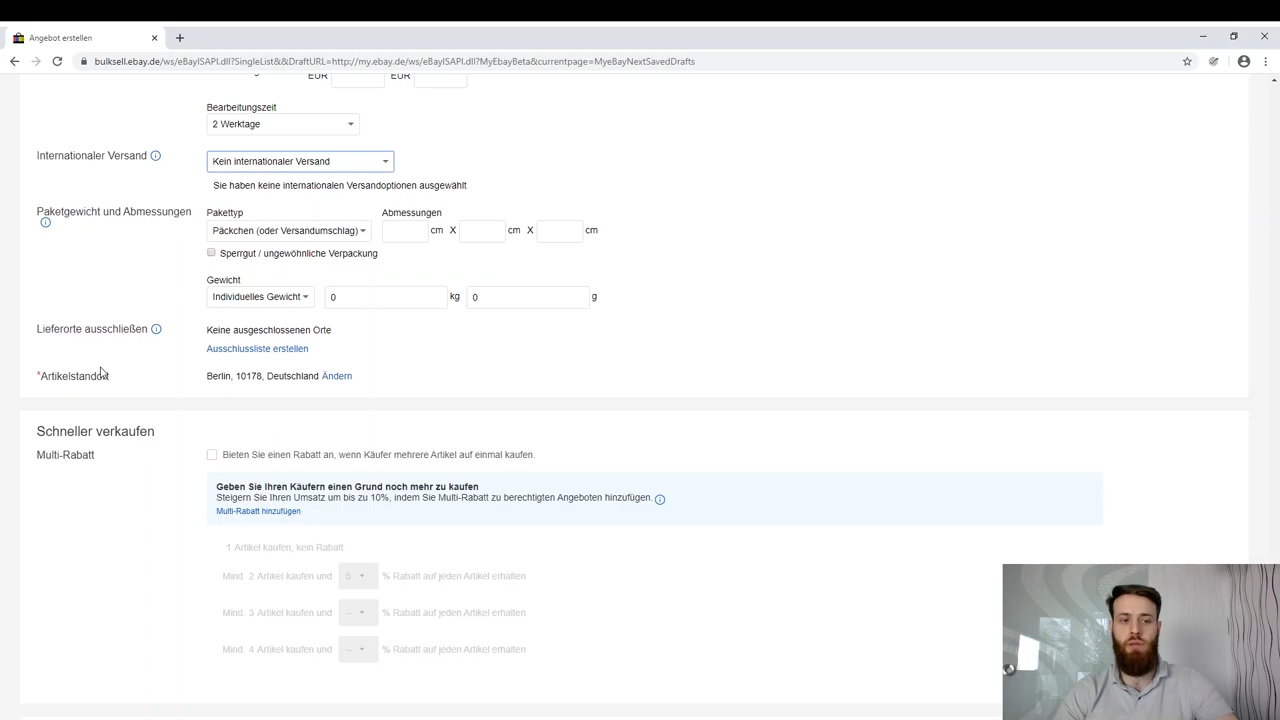 Angebot erstellen
bulksell.ebay.de/ws/eBayISAPI.dll?SingleList&&DraftURL=http://my.ebay.de/ws/eBayISAPI.dll?MyEbayBeta&currentpage=MyeBayNextSavedDrafts
EUR EUR
Bearbeitungszeit
2 Werktage
Internationaler Versand
Kein internationaler Versand
Sie haben keine internationalen Versandoptionen ausgewählt
Paketgewicht und Abmessungen
Pakettyp Abmessungen
Päckchen (oder Versandumschlag) cm X cm X cm
Sperrgut / ungewöhnliche Verpackung
Gewicht
Individuelles Gewicht 0 kg 0 g
Lieferorte ausschließen Keine ausgeschlossenen Orte
Ausschlussliste erstellen
*Artikelstandort Berlin, 10178, Deutschland Ändern
Schneller verkaufen
Multi-Rabatt Bieten Sie einen Rabatt an, wenn Käufer mehrere Artikel auf einmal kaufen.
Geben Sie Ihren Käufern einen Grund noch mehr zu kaufen
Steigern Sie Ihren Umsatz um bis zu 10%, indem Sie Multi-Rabatt zu berechtigten Angeboten hinzufügen.
Multi-Rabatt hinzufügen
1 Artikel kaufen, kein Rabatt
Mind. 2 Artikel kaufen und 5 % Rabatt auf jeden Artikel erhalten
Mind. 3 Artikel kaufen und -- % Rabatt auf jeden Artikel erhalten
Mind. 4 Artikel kaufen und -- % Rabatt auf jeden Artikel erhalten